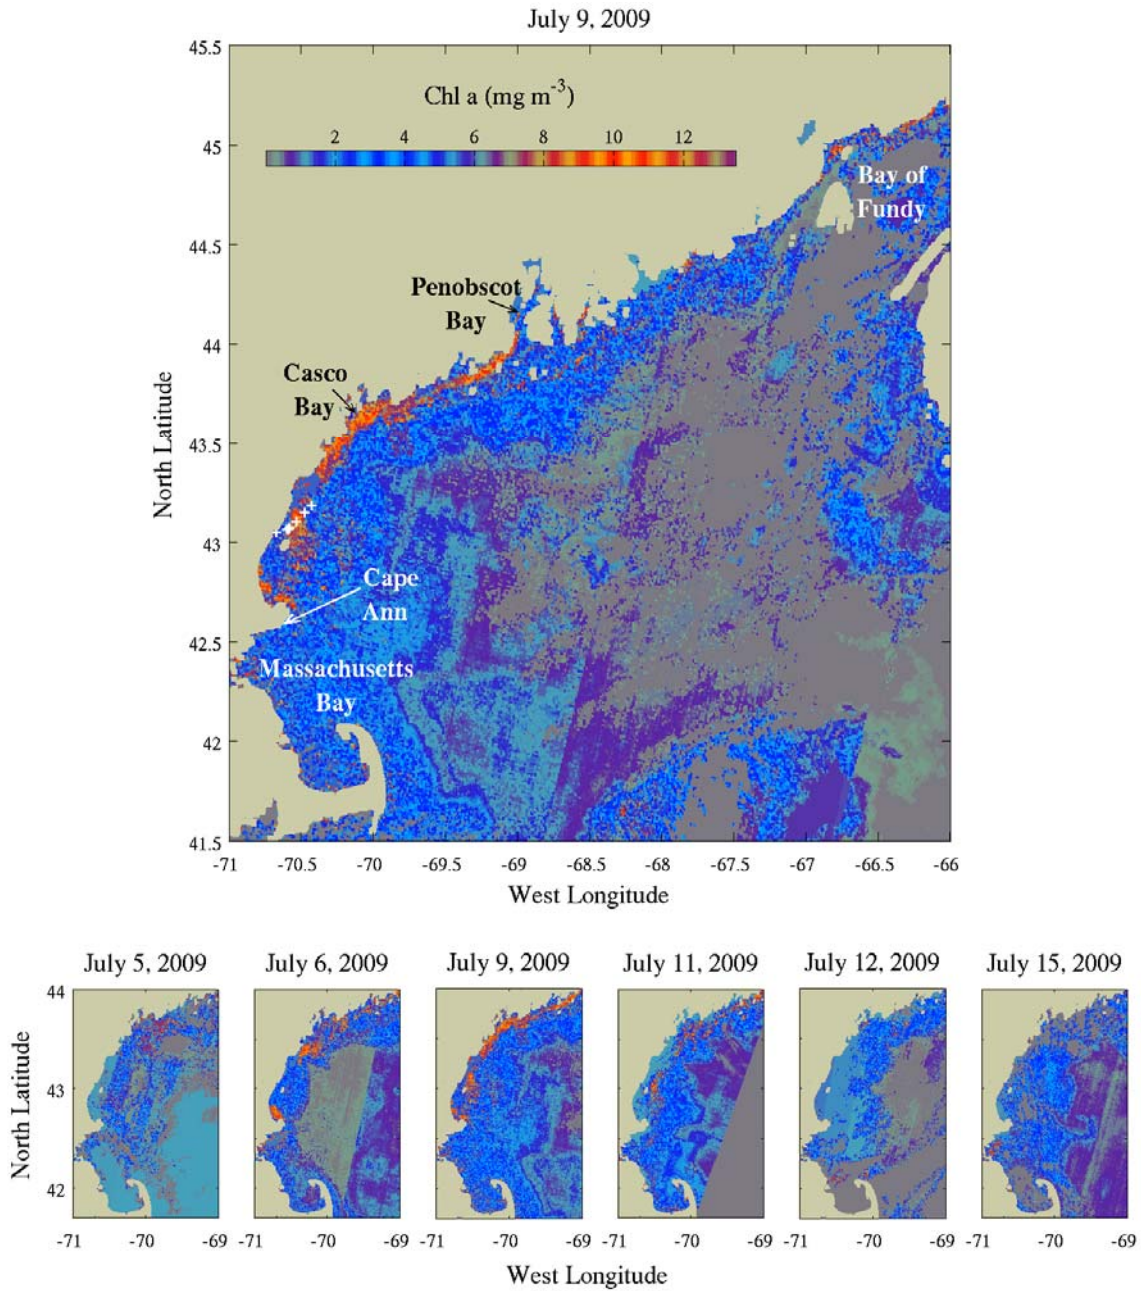 July 9, 2009
45.5
Chl a (mg m-3)
2 4 6 8 10 12
45
Bay of
Fundy
44.5
Penobscot
Bay
44
Casco
Bay
North Latitude
43.5
43
Cape
Ann
42.5
Massachusetts
Bay
42
41.5
-71 -70.5 -70 -69.5 -69 -68.5 -68 -67.5 -67 -66.5 -66
West Longitude
July 5, 2009 July 6, 2009 July 9, 2009 July 11, 2009 July 12, 2009 July 15, 2009
44
North Latitude
43
42
-71 -70 -69 -71 -70 -69 -71 -70 -69 -71 -70 -69 -71 -70 -69 -71 -70 -69
West Longitude